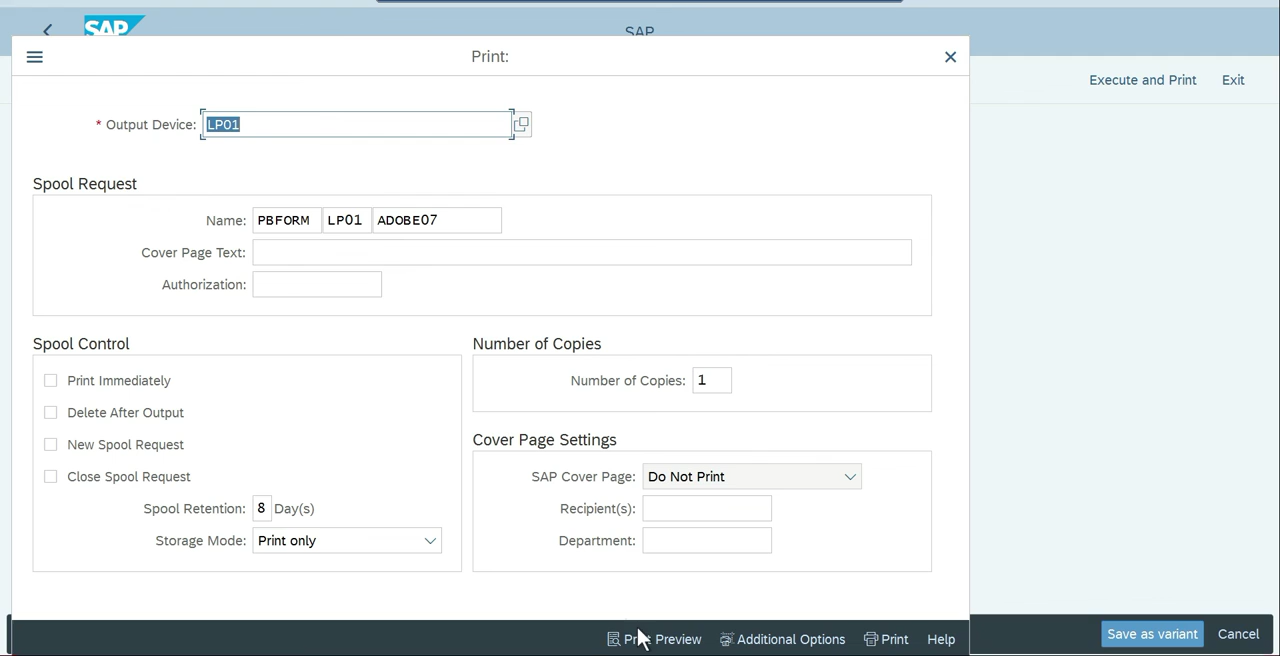 SAP
SAP
Print:
Execute and Print Exit
* Output Device: LP01
Spool Request
Name: PBFORM LP01 ADOBE07
Cover Page Text:
Authorization:
Spool Control
Number of Copies
Print Immediately
Number of Copies: 1
Delete After Output
New Spool Request
Cover Page Settings
Close Spool Request
SAP Cover Page: Do Not Print
Spool Retention: 8 Day(s)
Recipient(s):
Storage Mode: Print only
Department:
Print Preview Additional Options Print Help
Save as variant Cancel